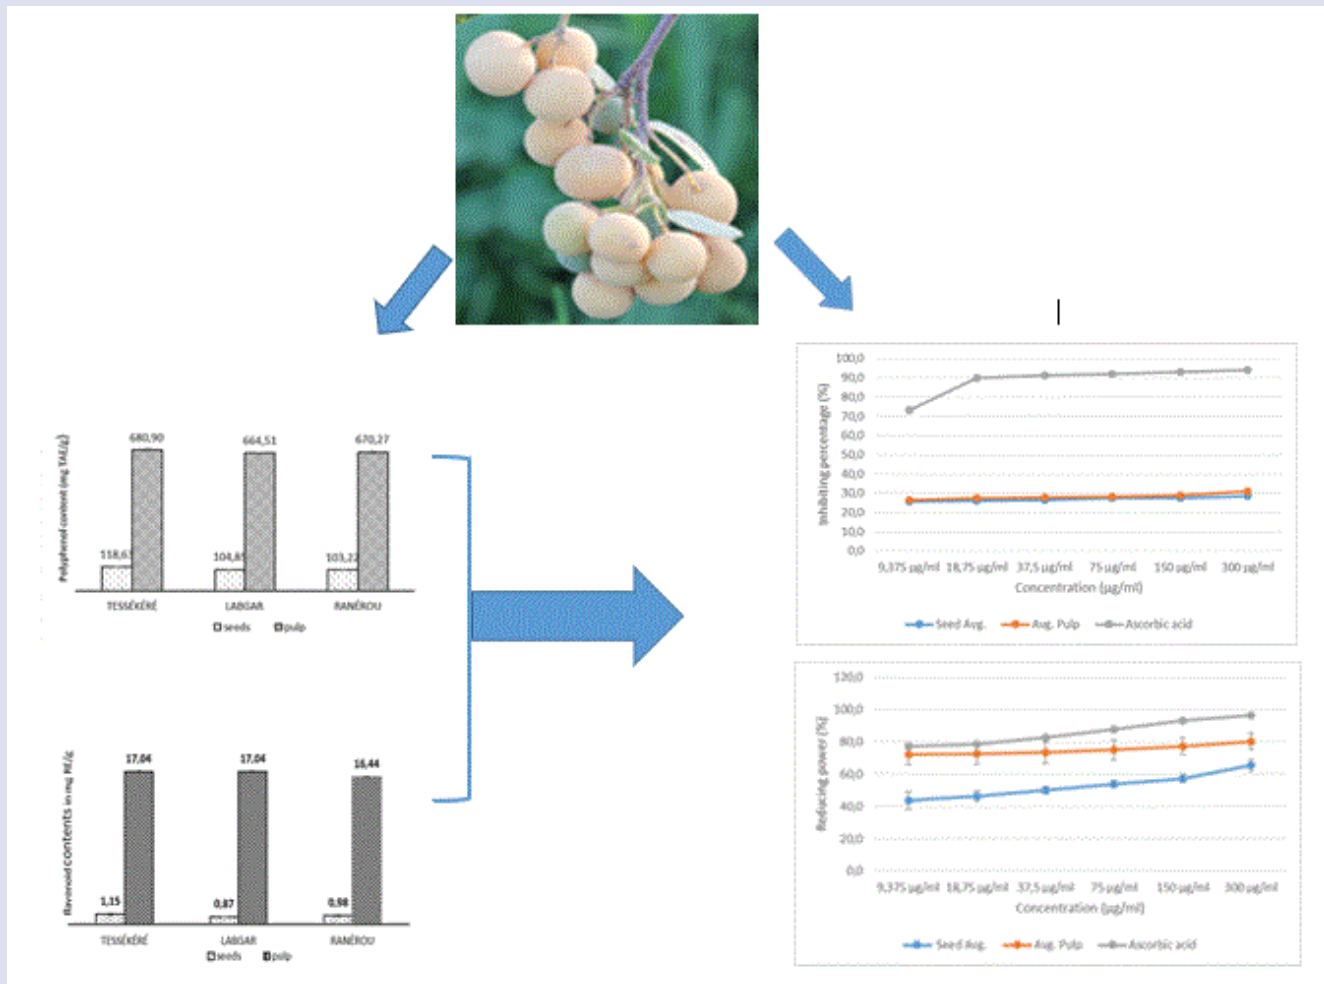 Polyphenol content (mg TAE/g)
680,90
664,51
670,27
118,63
104,85
103,22
TESSÉKÉRÉ LABGAR RANÉROU
seeds pulp
flavonoid contents in mg RE/g
17,04
17,04
16,44
1,15
0,87
0,98
TESSÉKÉRÉ LABGAR RANÉROU
seeds pulp
Inhibiting percentage (%)
100,0
90,0
80,0
70,0
60,0
50,0
40,0
30,0
20,0
10,0
0,0
9,375 µg/ml 18,75 µg/ml 37,5 µg/ml 75 µg/ml 150 µg/ml 300 µg/ml
Concentration (µg/ml)
Seed Avg. Avg. Pulp Ascorbic acid
Reducing power (%)
120,0
100,0
80,0
60,0
40,0
20,0
0,0
9,375 µg/ml 18,75 µg/ml 37,5 µg/ml 75 µg/ml 150 µg/ml 300 µg/ml
Concentration (µg/ml)
Seed Avg. Avg. Pulp Ascorbic acid